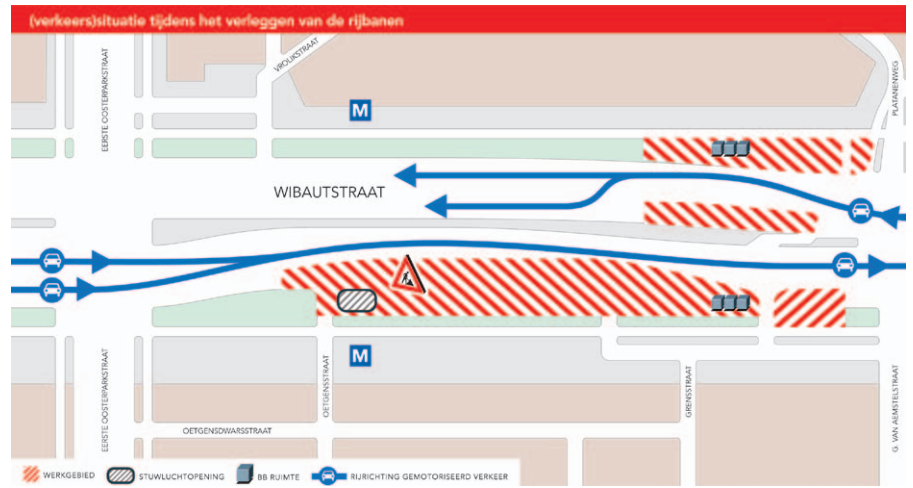 (verkeers)situatie tijdens het verleggen van de rijbanen
EERSTE OOSTERPARKSTRAAT
VROLIKSTRAAT
PLATANENWEG
M
WIBAUTSTRAAT
M
EERSTE OOSTERPARKSTRAAT
OETGENSSTRAAT
GRENSSTRAAT
G. VAN AEMSTELSTRAAT
OETGENSDWARSSTRAAT
WERKGEBIED
STUWLUCHTOPENING
BB RUIMTE
RIJRICHTING GEMOTORISEERD VERKEER